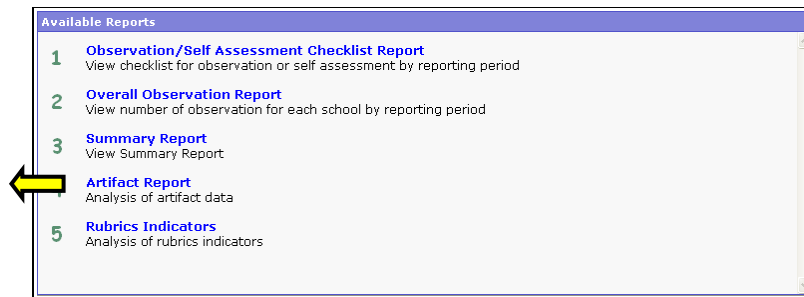 Available Reports
1 Observation/Self Assessment Checklist Report
View checklist for observation or self assessment by reporting period
2 Overall Observation Report
View number of observation for each school by reporting period
3 Summary Report
View Summary Report
Artifact Report
Analysis of artifact data
5 Rubrics Indicators
Analysis of rubrics indicators